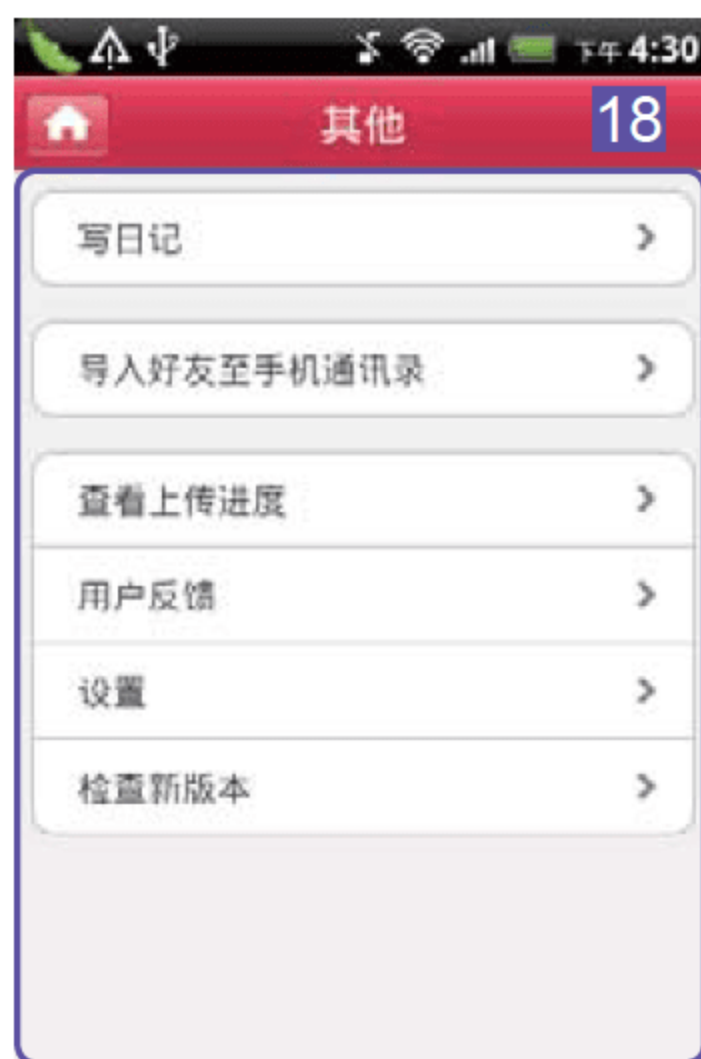 下午 4:30
其他
18
写日记
导入好友至手机通讯录
查看上传进度
用户反馈
设置
检查新版本